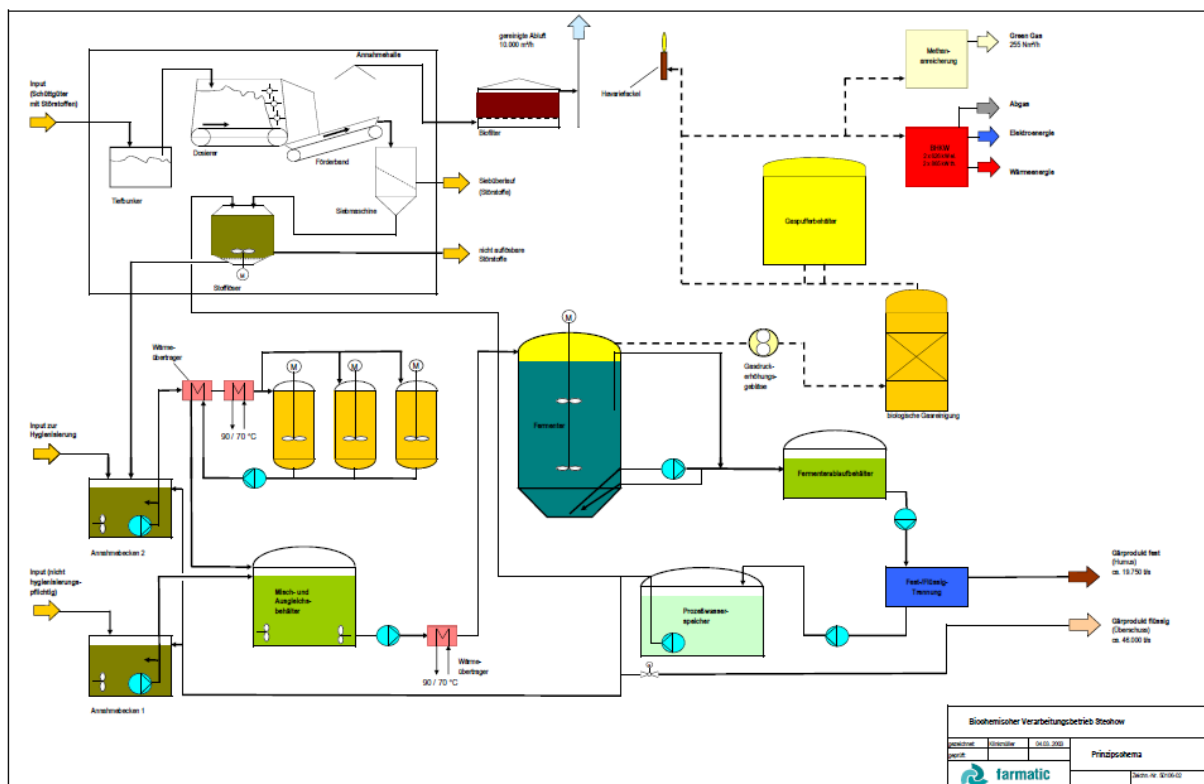 Input
(Schüttgüter
mit Störstoffen)
Tiefbunker
Dosierer
Förderband
Annahmehalle
Siebmaschine
Stofflöser
M
gereinigte Abluft
10.000 m³/h
Biofilter
Siebüberlauf
(Störstoffe)
nicht auflösbare
Störstoffe
Havariefackel
Methan-
anreicherung
Green Gas
255 Nm³/h
BHKW
Abgas
Elektroenergie
Wärmeenergie
Gaspufferbehälter
biologische Gasreinigung
Gasdruck-
erhöhungs-
gebläse
Wärme-
übertrager
90 / 70 °C
M
M
M
M
Fermenter
Fermenterablaufbehälter
Input zur
Hygienisierung
Annahmebecken 2
Input (nicht
hygienisierungs-
pflichtig)
Annahmebecken 1
Misch- und
Ausgleichs-
behälter
Wärme-
übertrager
90 / 70 °C
Prozeßwasser-
speicher
Fest-/Flüssig-
Trennung
Gärprodukt fest
(Humus)
ca. 19.750 t/a
Gärprodukt flüssig
(Überschuss)
ca. 46.000 t/a
Biochemischer Verarbeitungsbetrieb
gezeichnet
04.03. 2003
geprüft
Prinzipschema
farmatic